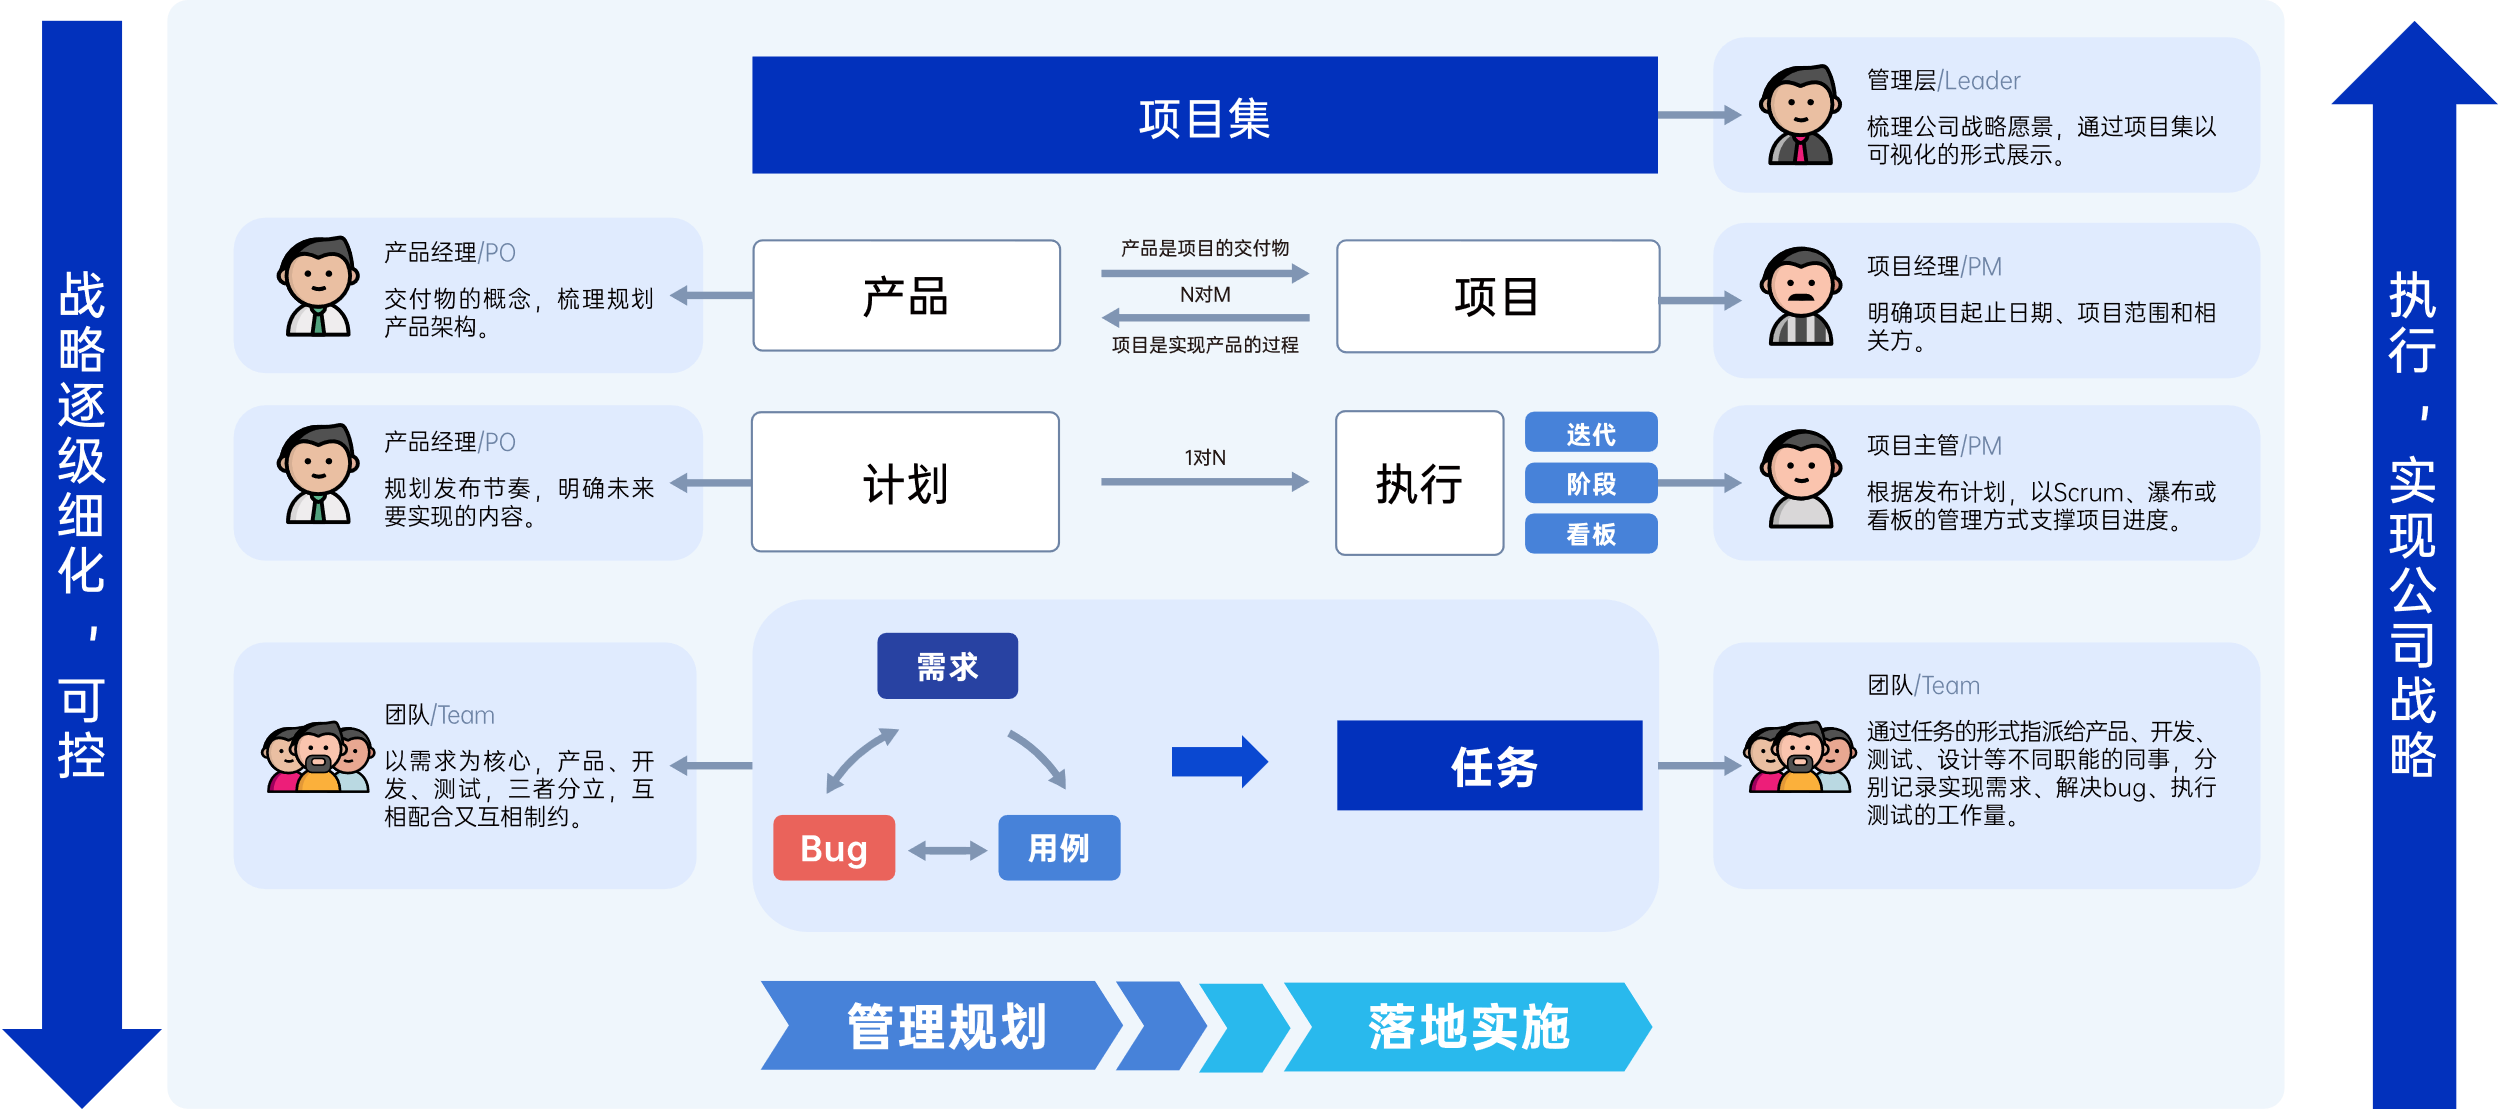 战略逐级细化，可控
项目集
管理层/Leader
梳理公司战略愿景，通过项目集以
可视化的形式展示。
产品经理/PO
交付物的概念，梳理规划
产品架构。
产品
产品是项目的交付物
N对M
项目是实现产品的过程
项目
项目经理/PM
明确项目起止日期、项目范围和相
关方。
产品经理/PO
规划发布节奏，明确未来
要实现的内容。
计划
1对N
执行
迭代
阶段
看板
项目主管/PM
根据发布计划，以Scrum、瀑布或
看板的管理方式支撑项目进度。
团队/Team
以需求为核心，产品、开
发、测试，三者分立，互
相配合又互相制约。
需求
Bug
用例
任务
团队/Team
通过任务的形式指派给产品、开发、
测试、设计等不同职能的同事，分
别记录实现需求、解决bug、执行
测试的工作量。
管理规划
落地实施
执行，实现公司战略